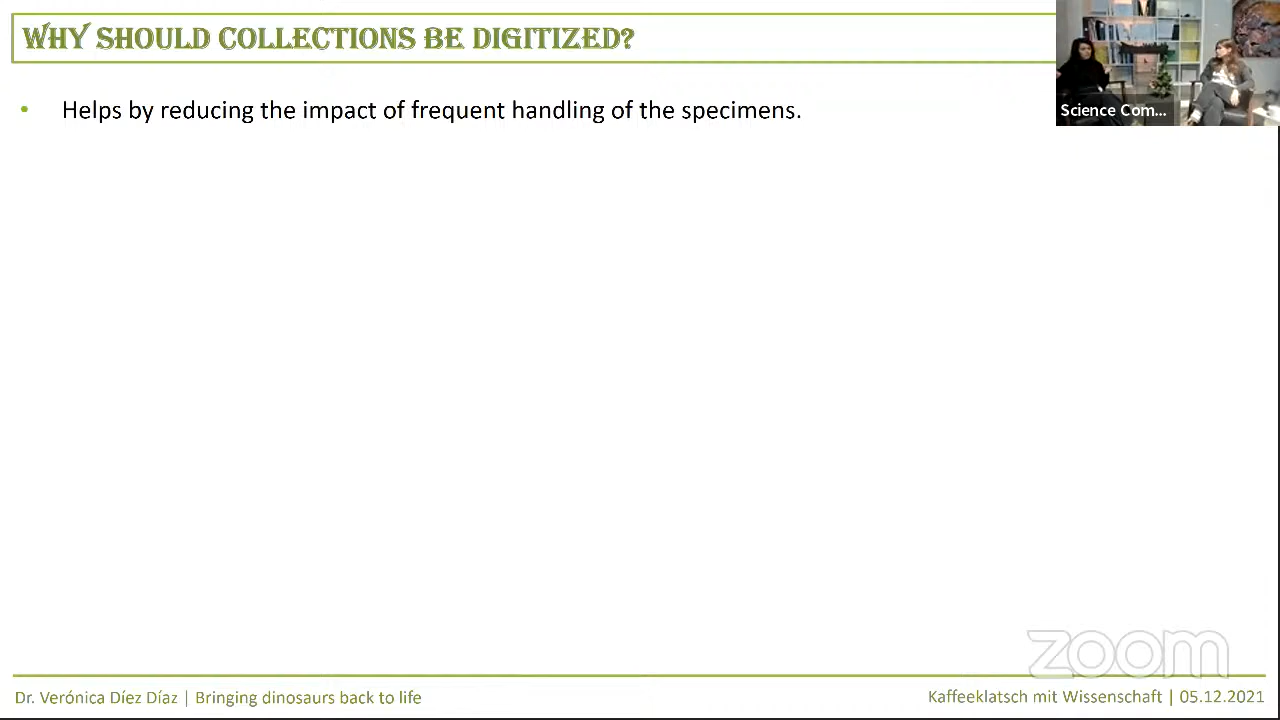 WHY SHOULD COLLECTIONS BE DIGITIZED?
Science Com...
• Helps by reducing the impact of frequent handling of the specimens.
zoom
Dr. Verónica Díez Díaz | Bringing dinosaurs back to life
Kaffeeklatsch mit Wissenschaft | 05.12.2021